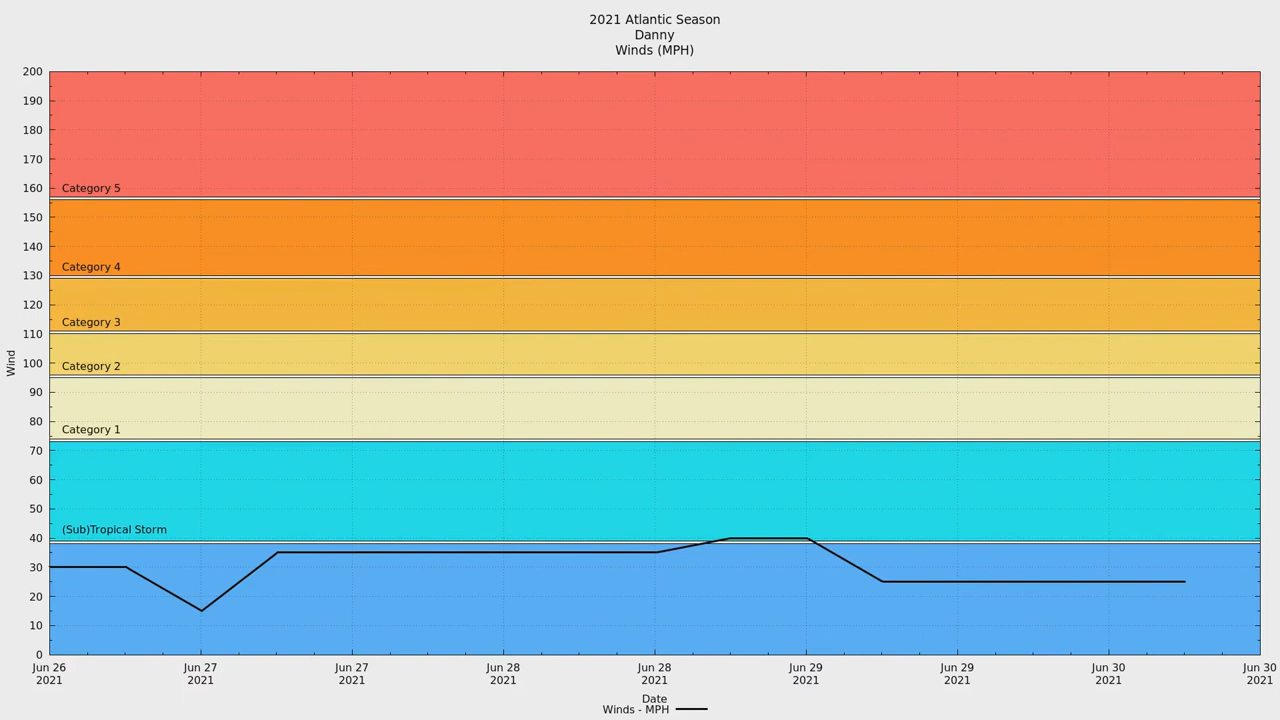 2021 Atlantic Season
Danny
Winds (MPH)
200
190
180
170
160
150
140
130
120
110
100
90
80
70
60
50
40
30
20
10
0
Wind
Category 5
Category 4
Category 3
Category 2
Category 1
(Sub)Tropical Storm
Jun 26 Jun 27 Jun 27 Jun 28 Jun 28 Jun 29 Jun 29 Jun 30 Jun 30
2021 2021 2021 2021 2021 2021 2021 2021 2021
Date
Winds - MPH